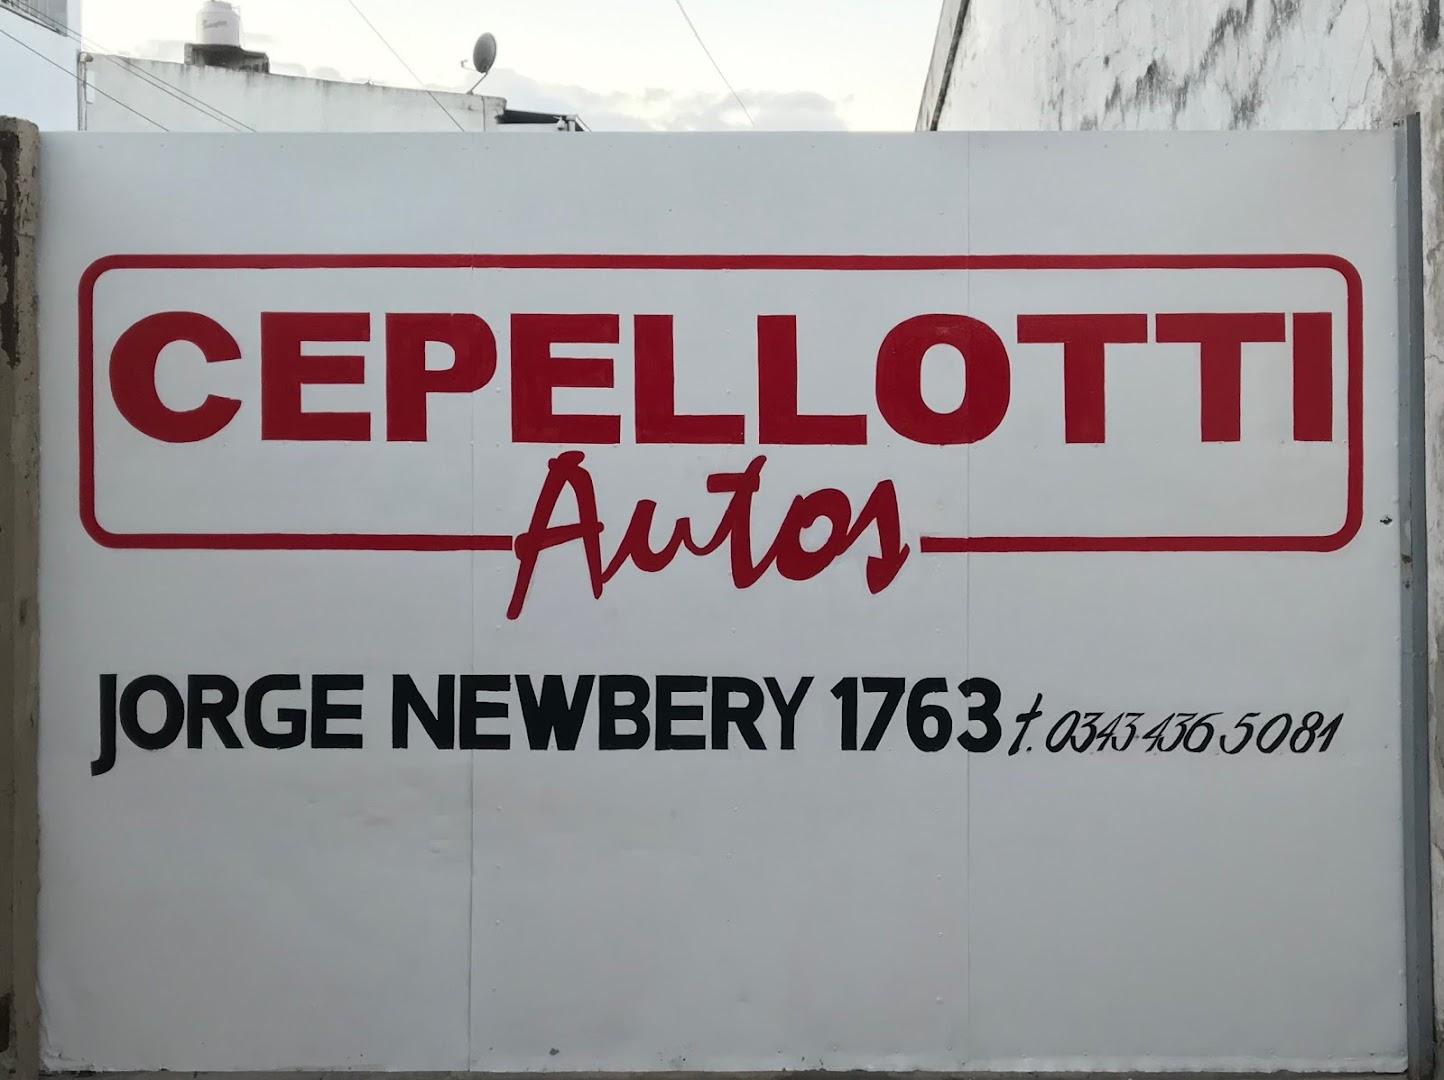 CEPELLOTTI
Autos
JORGE NEWBERY 1763 t. 0343 436 5081